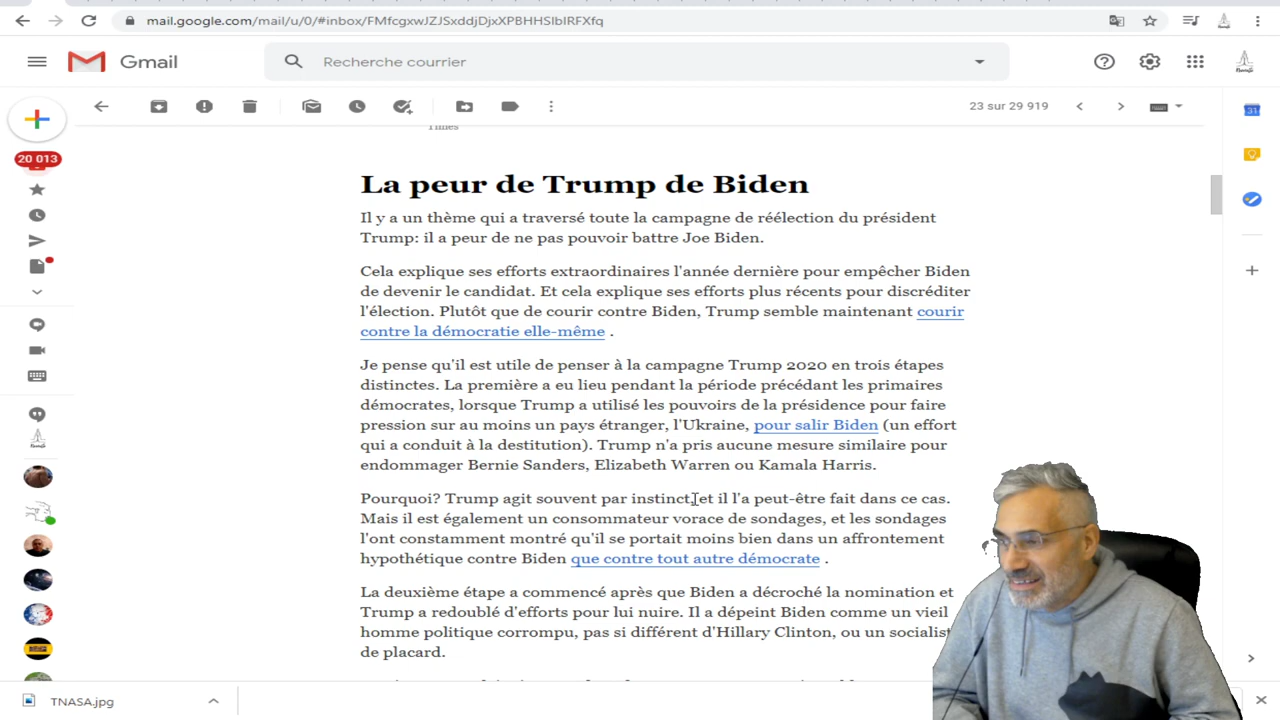 mail.google.com/mail/u/0/#inbox/FMfcgxwJZJSxddjDjxXPBHHSlblRFXfq
Gmail
Recherche courrier
23 sur 29 919
31
20 013
Times
La peur de Trump de Biden
Il y a un thème qui a traversé toute la campagne de réélection du président
Trump: il a peur de ne pas pouvoir battre Joe Biden.
Cela explique ses efforts extraordinaires l'année dernière pour empêcher Biden
de devenir le candidat. Et cela explique ses efforts plus récents pour discréditer
l'élection. Plutôt que de courir contre Biden, Trump semble maintenant courir
contre la démocratie elle-même .
Je pense qu'il est utile de penser à la campagne Trump 2020 en trois étapes
distinctes. La première a eu lieu pendant la période précédant les primaires
démocrates, lorsque Trump a utilisé les pouvoirs de la présidence pour faire
pression sur au moins un pays étranger, l'Ukraine, pour salir Biden (un effort
qui a conduit à la destitution). Trump n'a pris aucune mesure similaire pour
endommager Bernie Sanders, Elizabeth Warren ou Kamala Harris.
Pourquoi? Trump agit souvent par instinct, et il l'a peut-être fait dans ce cas.
Mais il est également un consommateur vorace de sondages, et les sondages
l'ont constamment montré qu'il se portait moins bien dans un affrontement
hypothétique contre Biden que contre tout autre démocrate .
La deuxième étape a commencé après que Biden a décroché la nomination et
Trump a redoublé d'efforts pour lui nuire. Il a dépeint Biden comme un vieil
homme politique corrompu, pas si différent d'Hillary Clinton, ou un socialist
de placard.
TNASA.jpg